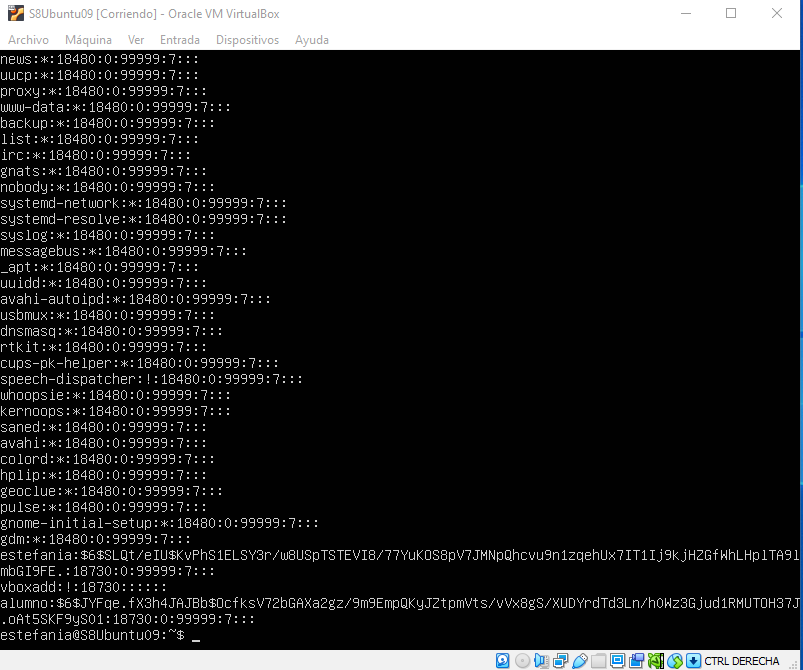 S8Ubuntu09 [Corriendo] - Oracle VM VirtualBox
Archivo Máquina Ver Entrada Dispositivos Ayuda
news:*:18480:0:99999:7:::
uucp:*:18480:0:99999:7:::
proxy:*:18480:0:99999:7:::
www-data:*:18480:0:99999:7:::
backup:*:18480:0:99999:7:::
list:*:18480:0:99999:7:::
irc:*:18480:0:99999:7:::
gnats:*:18480:0:99999:7:::
nobody:*:18480:0:99999:7:::
systemd-network:*:18480:0:99999:7:::
systemd-resolve:*:18480:0:99999:7:::
syslog:*:18480:0:99999:7:::
messagebus:*:18480:0:99999:7:::
_apt:*:18480:0:99999:7:::
uuidd:*:18480:0:99999:7:::
avahi-autoipd:*:18480:0:99999:7:::
usbmux:*:18480:0:99999:7:::
dnsmasq:*:18480:0:99999:7:::
rtkit:*:18480:0:99999:7:::
cups-pk-helper:*:18480:0:99999:7:::
speech-dispatcher:!:18480:0:99999:7:::
whoopsie:*:18480:0:99999:7:::
kernoops:*:18480:0:99999:7:::
saned:*:18480:0:99999:7:::
avahi:*:18480:0:99999:7:::
colord:*:18480:0:99999:7:::
hplip:*:18480:0:99999:7:::
geoclue:*:18480:0:99999:7:::
pulse:*:18480:0:99999:7:::
gnome-initial-setup:*:18480:0:99999:7:::
gdm:*:18480:0:99999:7:::
estefania:$6$SLQt/eIU$KvPhS1ELSY3r/w8USpTSTEVI8/77YuKOS8pV7JMNpQhcvu9n1zqehUx7IT1Ij9kjHZGfWhLHplTA9l
mbGI9FE.:18730:0:99999:7:::
vboxadd:!:18730::::::
alumno:$6$JYFqe.fX3h4JAJBb$OcfksV72bGAXa2gz/9m9EmpQKyJZtpmVts/vVx8gS/XUDYrdTd3Ln/h0Wz3Gjud1RMUTOH37J
.oAt5SKF9yS01:18730:0:99999:7:::
estefania@S8Ubuntu09:~$ _
CTRL DERECHA